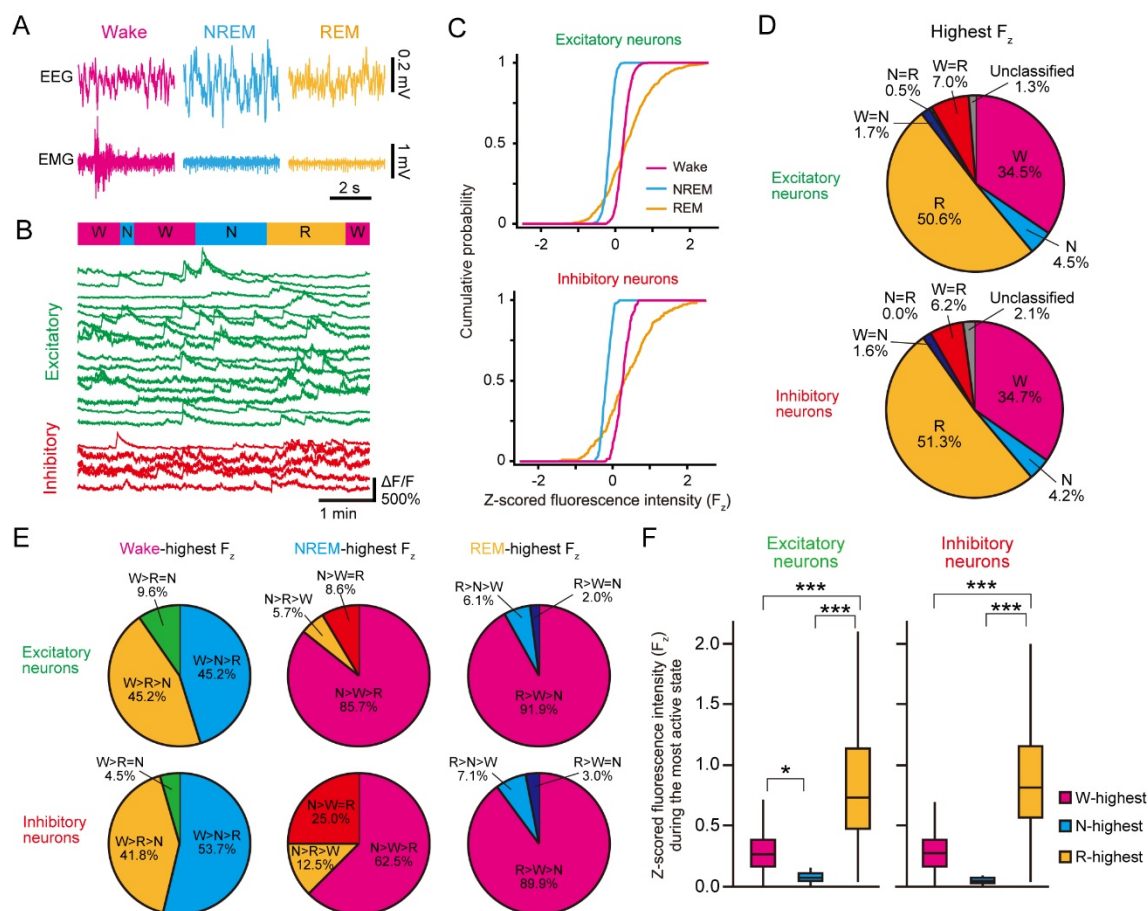 A
Wake
NREM
REM
EEG
0.2 mV
EMG
1 mV
2 s
B
W N W N R W
Excitatory
Inhibitory
ΔF/F
500%
1 min
C
Excitatory neurons
1
0.5
0
Wake
NREM
REM
-2 0 2
Cumulative probability
Inhibitory neurons
1
0.5
0
-2 0 2
Z-scored fluorescence intensity (Fz)
D
Highest Fz
Excitatory
neurons
N=R
0.5%
W=R
7.0%
Unclassified
1.3%
W=N
1.7%
W
34.5%
R
50.6%
N
4.5%
Inhibitory
neurons
N=R
0.0%
W=R
6.2%
Unclassified
2.1%
W=N
1.6%
W
34.7%
R
51.3%
N
4.2%
E
Wake-highest Fz
NREM-highest Fz
REM-highest Fz
Excitatory
neurons
W>R=N
9.6%
W>R>N
45.2%
W>N>R
45.2%
N>W=R
8.6%
N>R>W
5.7%
N>W>R
85.7%
R>N>W
6.1%
R>W=N
2.0%
R>W>N
91.9%
Inhibitory
neurons
W>R=N
4.5%
W>R>N
41.8%
W>N>R
53.7%
N>W=R
25.0%
N>R>W
12.5%
N>W>R
62.5%
R>N>W
7.1%
R>W=N
3.0%
R>W>N
89.9%
F
Excitatory
neurons
Inhibitory
neurons
Z-scored fluorescence intensity (Fz)
during the most active state
2.0
1.5
1.0
0.5
0.0
***
***
*
***
***
W-highest
N-highest
R-highest